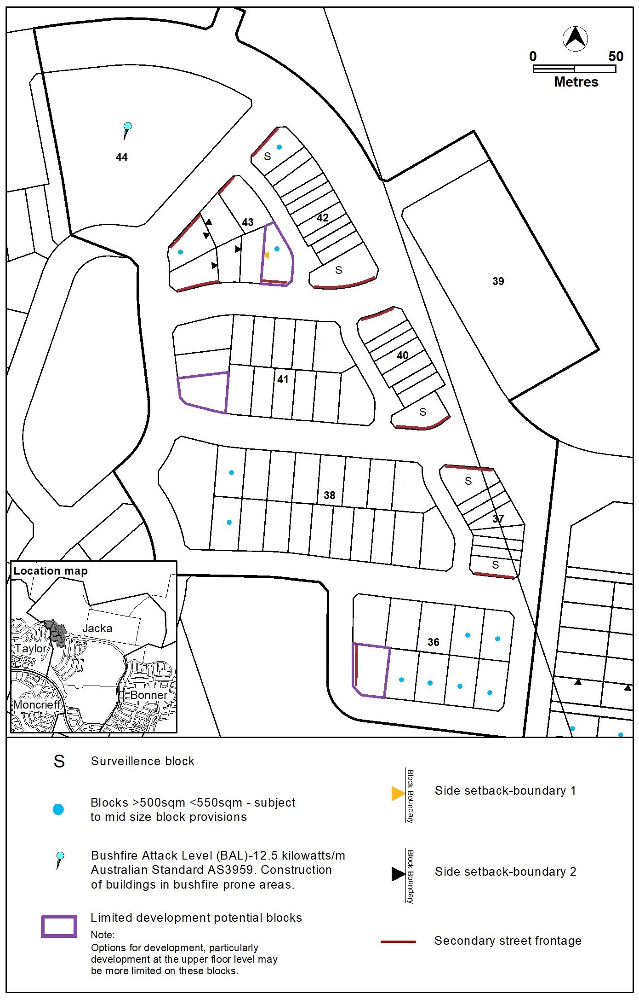 0 50
Metres
44
S
43
42
S
39
40
41
S
S
38
37
S
36
Location map
Jacka
Taylor
Bonner
Moncrieff
S Surveillence block
Blocks >500sqm <550sqm - subject
to mid size block provisions
Bushfire Attack Level (BAL)-12.5 kilowatts/m
Australian Standard AS3959. Construction
of buildings in bushfire prone areas.
Limited development potential blocks
Note:
Options for development, particularly
development at the upper floor level may
be more limited on these blocks.
Block Boundary
Side setback-boundary 1
Block Boundary
Side setback-boundary 2
Secondary street frontage